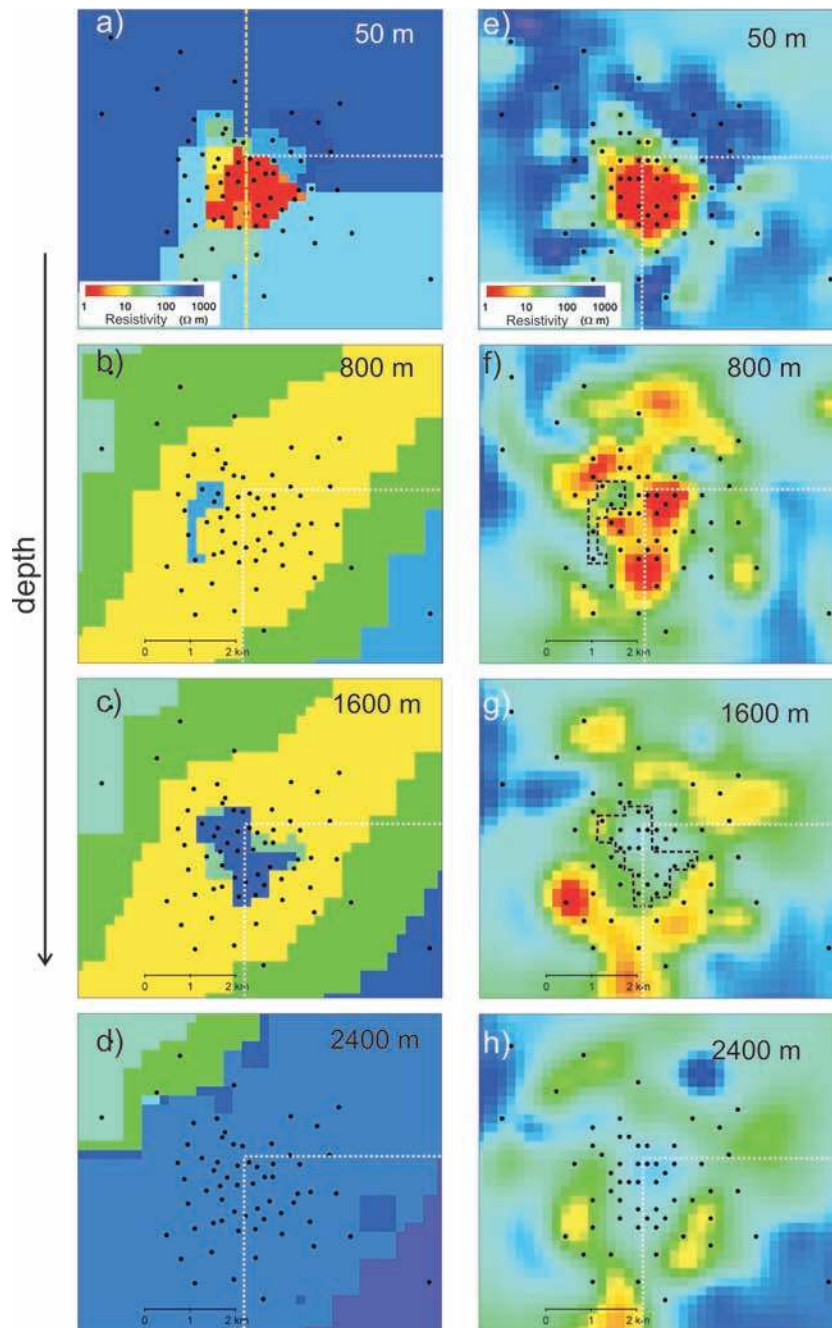 a) 50 m
e) 50 m
1 10 100 1000
Resistivity (Ω m)
1 10 100 1000
Resistivity (Ω m)
b) 800 m
f) 800 m
0 1 2 km
0 1 2 km
depth
c) 1600 m
g) 1600 m
0 1 2 km
0 1 2 km
d) 2400 m
h) 2400 m
0 1 2 km
0 1 2 km